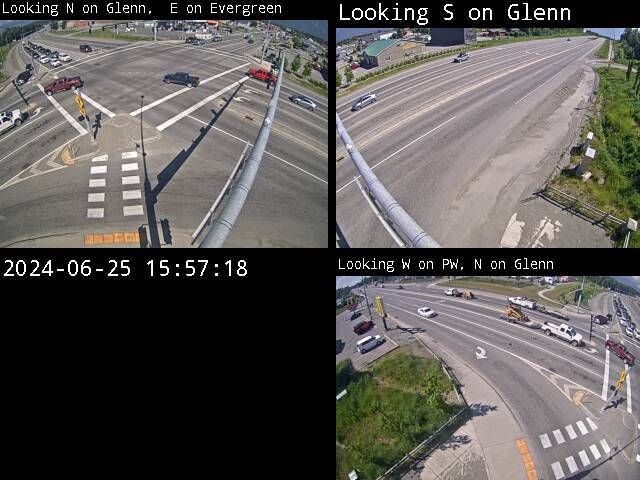 Looking N on Glenn, E on Evergreen
Looking S on Glenn
2024-06-25 15:57:18
Looking W on PW, N on Glenn